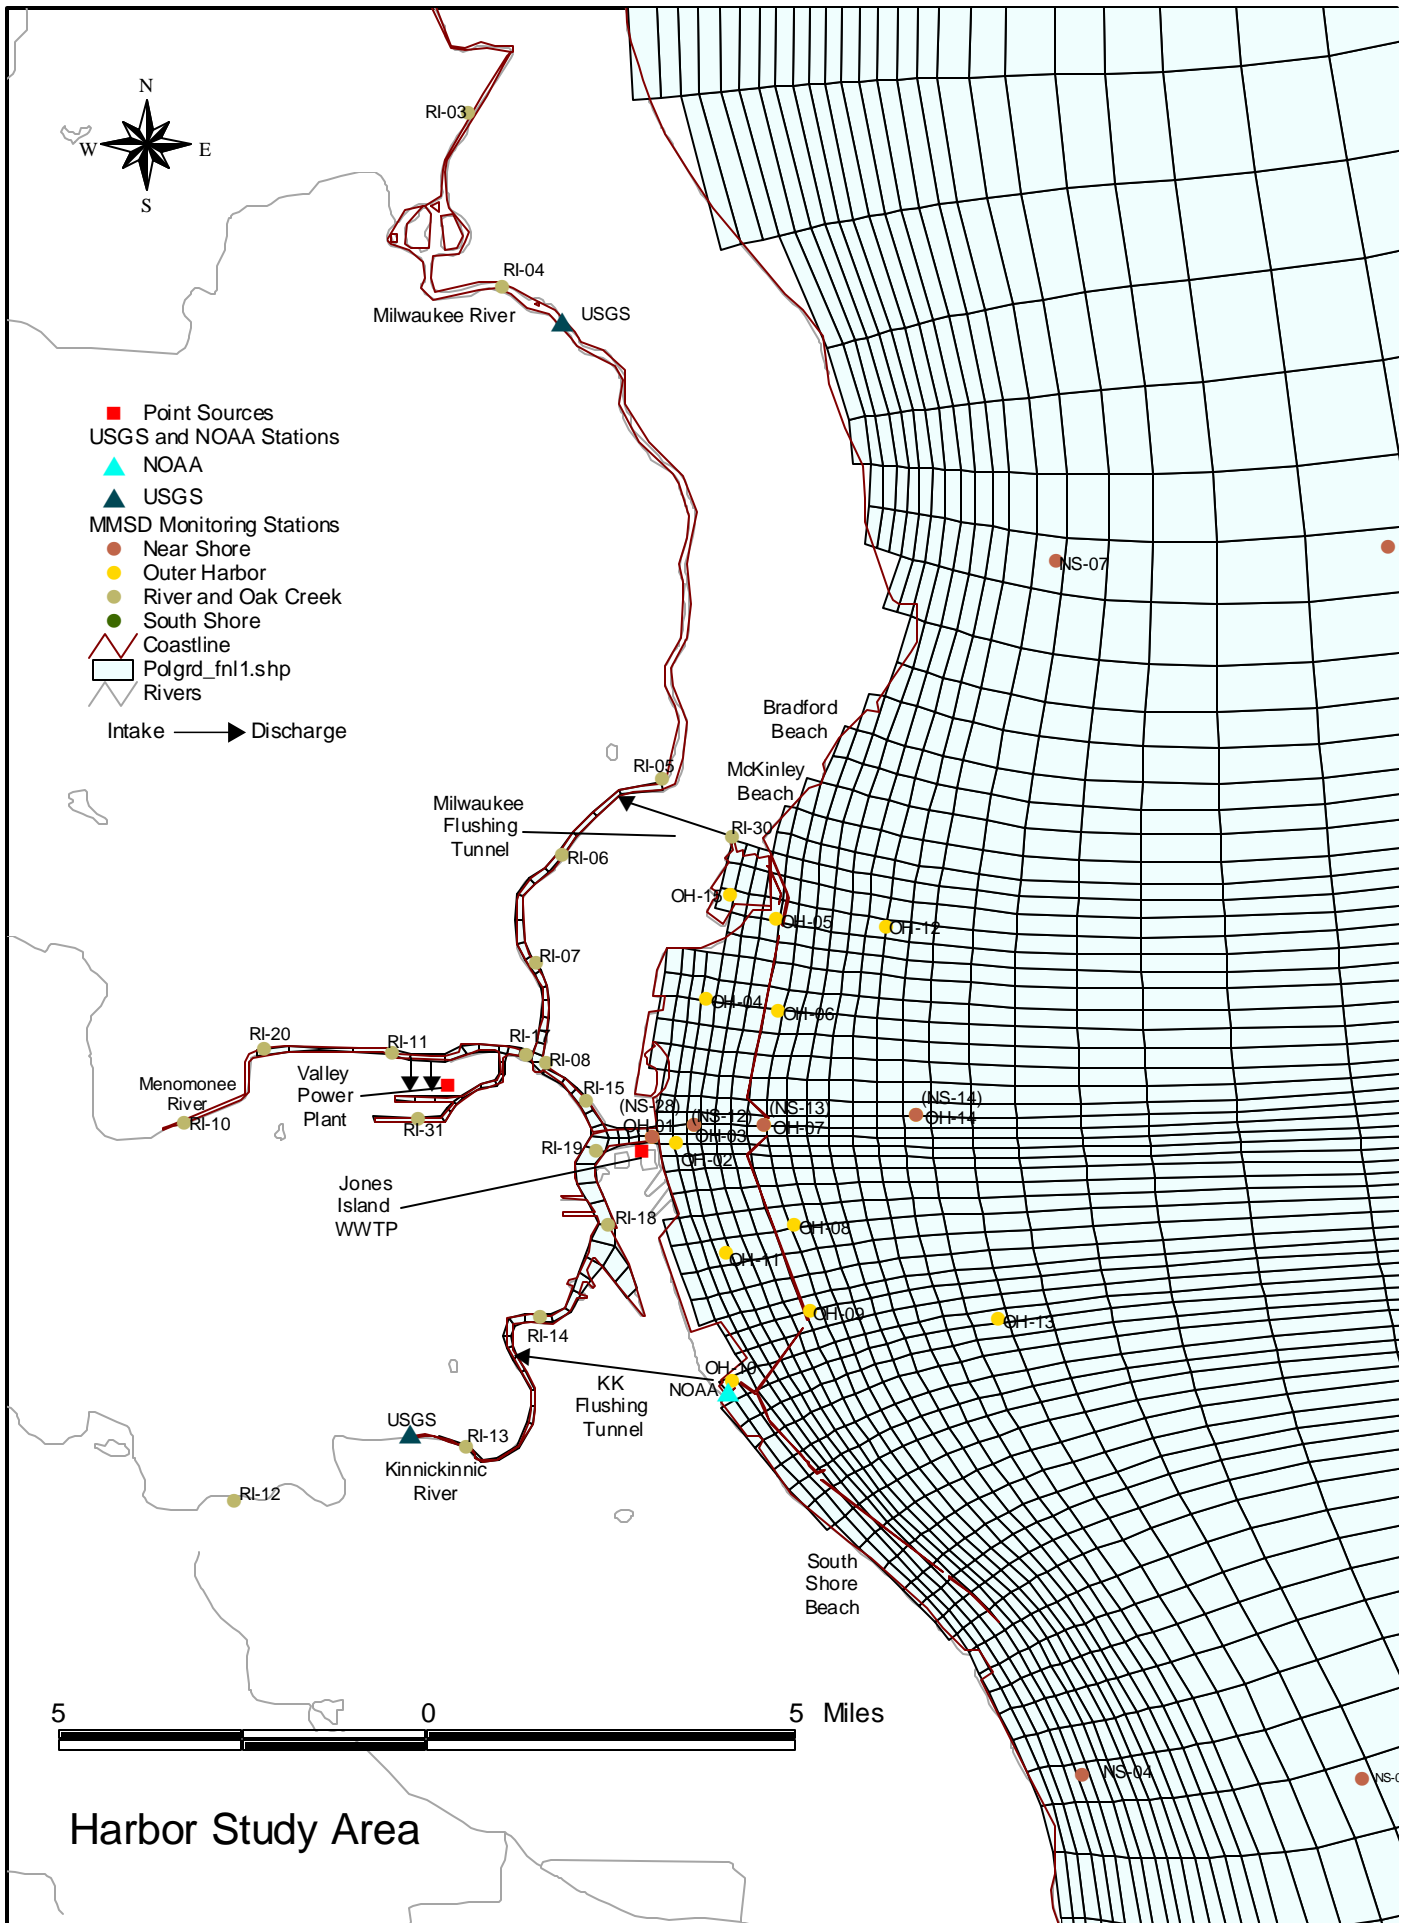 N
W
E
S
RI-03
RI-04
Milwaukee River
USGS
Point Sources
USGS and NOAA Stations
NOAA
USGS
MMSD Monitoring Stations
Near Shore
Outer Harbor
River and Oak Creek
South Shore
Coastline
Polgrd_fnl1.shp
Rivers
Intake
Discharge
NS-07
Bradford
Beach
McKinley
Beach
RI-05
Milwaukee
Flushing
Tunnel
RI-30
RI-06
OH-15
OH-05
OH-12
RI-07
OH-04
OH-06
RI-20
RI-11
RI-17
RI-08
Valley
Power
Plant
Menomonee
River
RI-10
RI-31
RI-15
(NS-28)
OH-01
(NS-12)
OH-03
(NS-13)
OH-07
(NS-14)
OH-14
RI-19
OH-02
Jones
Island
WWTP
RI-18
OH-08
OH-11
OH-09
OH-13
RI-14
OH-10
NOAA
KK
Flushing
Tunnel
USGS
RI-13
Kinnickinnic
River
RI-12
South
Shore
Beach
5
0
5 Miles
NS-04
Harbor Study Area